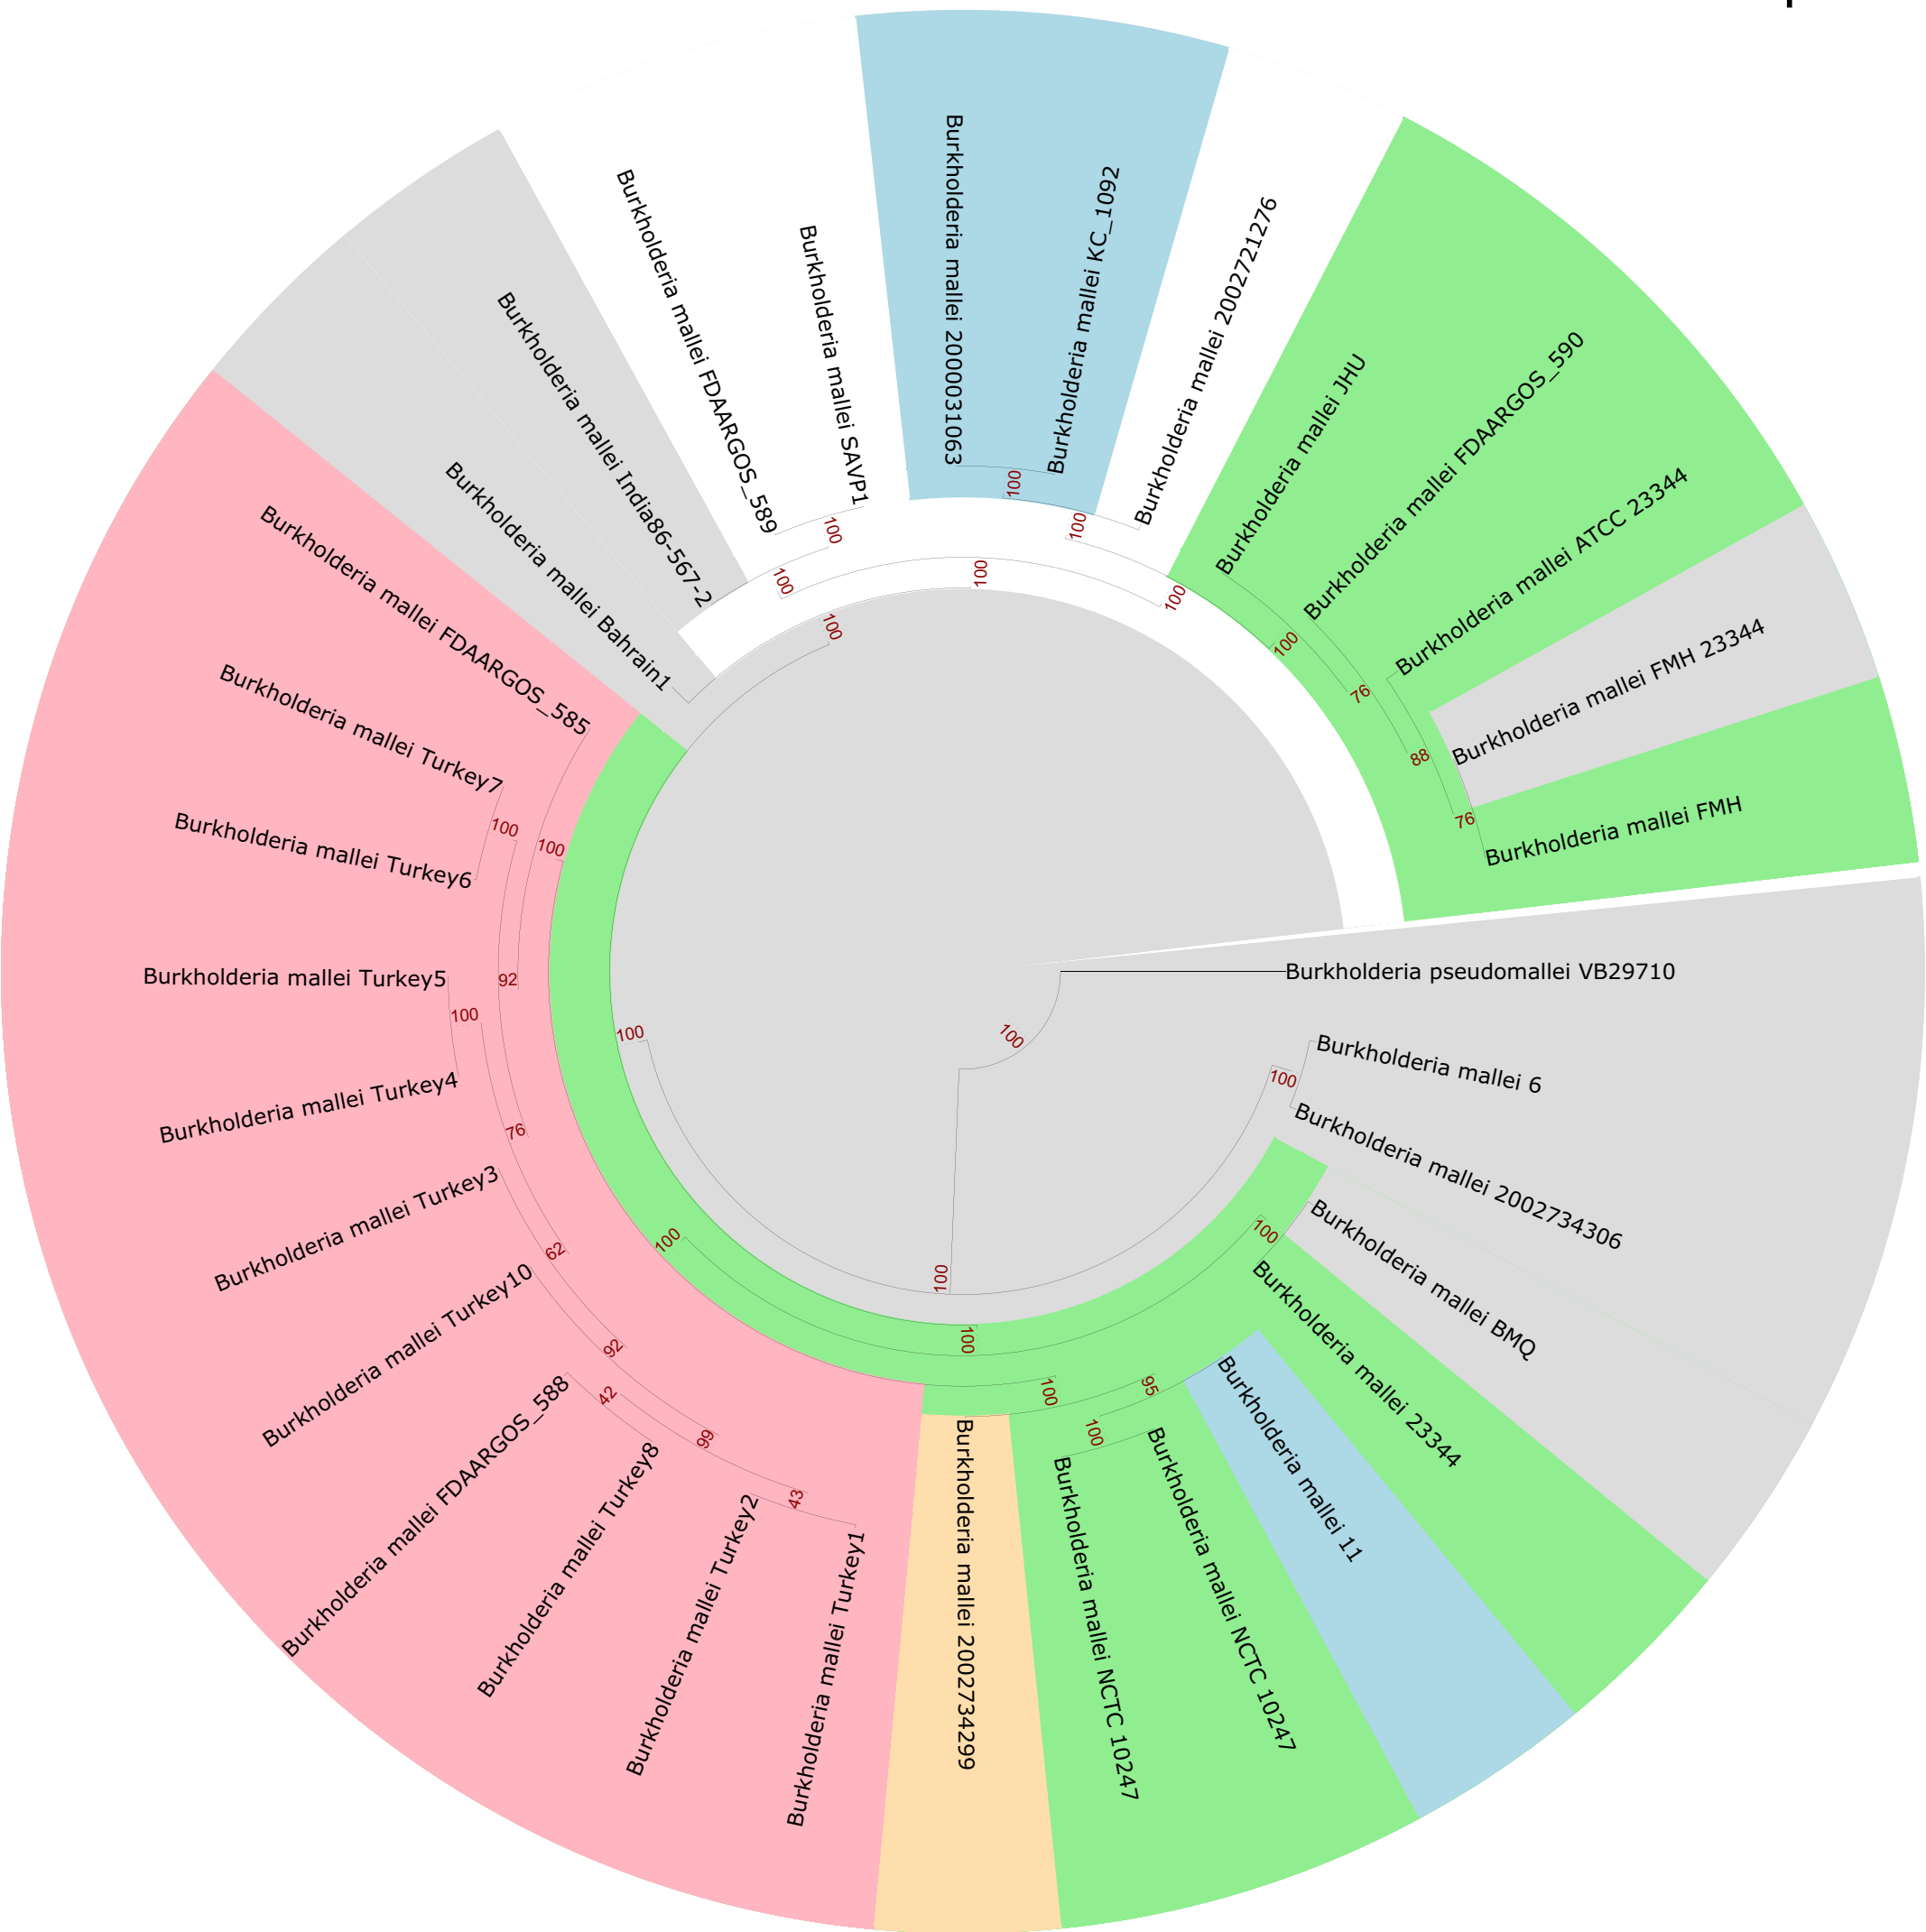 Burkholderia mallei 2000031063
Burkholderia mallei KC_1092
Burkholderia mallei 2002721276
Burkholderia mallei JHU
Burkholderia mallei FDAARGOS_590
Burkholderia mallei ATCC 23344
Burkholderia mallei FMH 23344
Burkholderia mallei FMH
Burkholderia pseudomallei VB29710
Burkholderia mallei 6
Burkholderia mallei 2002734306
Burkholderia mallei BMQ
Burkholderia mallei 23344
Burkholderia mallei 11
Burkholderia mallei NCTC 10247
Burkholderia mallei NCTC 10247
Burkholderia mallei 2002734299
Burkholderia mallei Turkey1
Burkholderia mallei Turkey2
Burkholderia mallei Turkey8
Burkholderia mallei FDAARGOS_588
Burkholderia mallei Turkey10
Burkholderia mallei Turkey3
Burkholderia mallei Turkey4
Burkholderia mallei Turkey5
Burkholderia mallei Turkey6
Burkholderia mallei Turkey7
Burkholderia mallei FDAARGOS_585
Burkholderia mallei Bahrain1
Burkholderia mallei India86-567-2
Burkholderia mallei FDAARGOS_589
Burkholderia mallei SAVP1
100
100
100
100
100
100
100
100
76
88
76
100
100
100
100
100
100
100
95
100
100
100
92
100
76
62
92
42
99
43